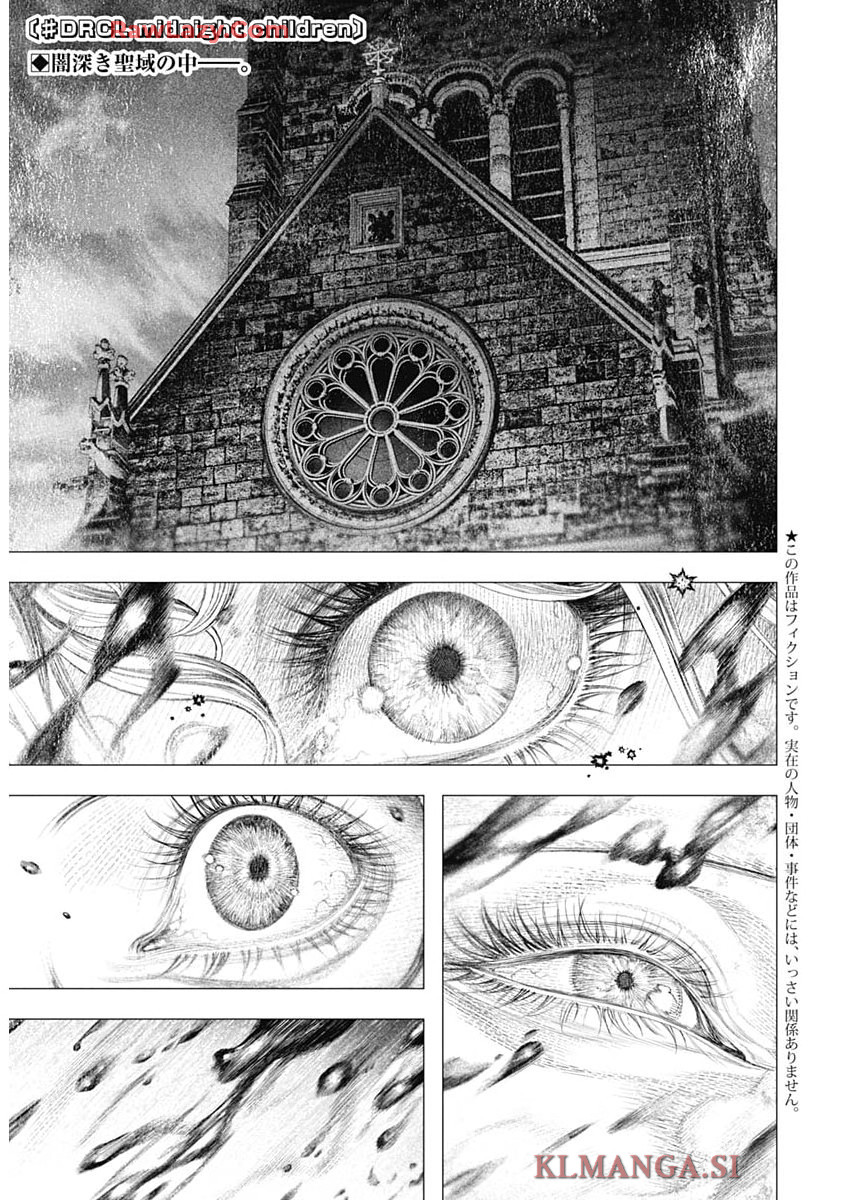 (#DRCL midnight children)
Rawlazy.Com
◆闇深き聖域の中――。
★この作品はフィクションです。実在の人物・団体・事件などには、いっさい関係ありません。
KLMANGA.SI